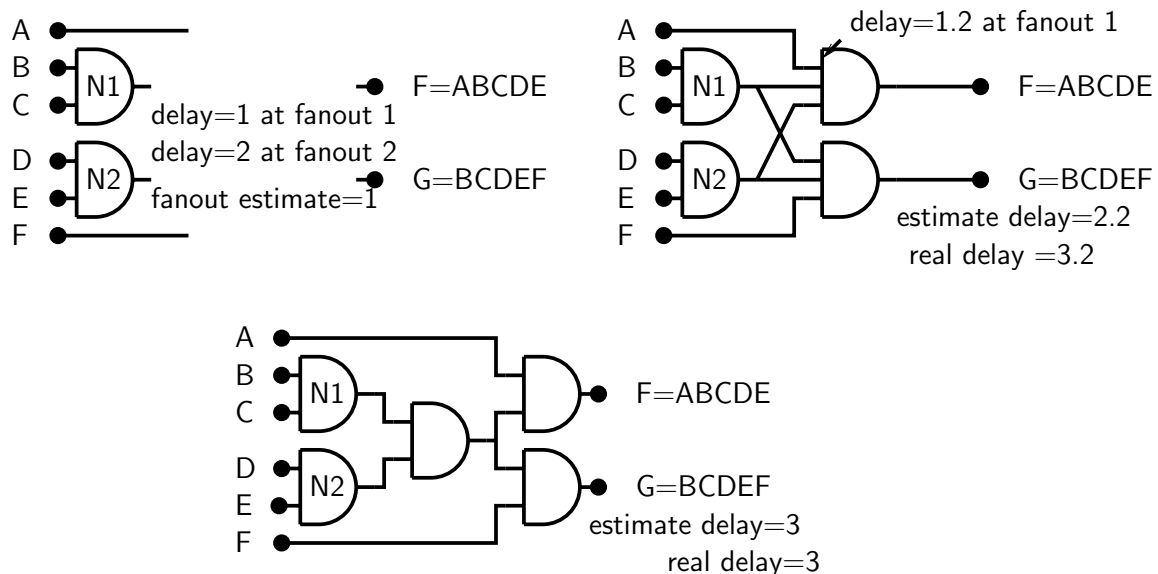 A
B
N1
C
F=ABCDE
delay=1 at fanout 1
delay=2 at fanout 2
D
N2
E
G=BCDEF
fanout estimate=1
F
delay=1.2 at fanout 1
A
B
N1
C
F=ABCDE
D
N2
E
G=BCDEF
F
estimate delay=2.2
real delay =3.2
A
B
N1
C
F=ABCDE
D
N2
E
G=BCDEF
F
estimate delay=3
real delay=3